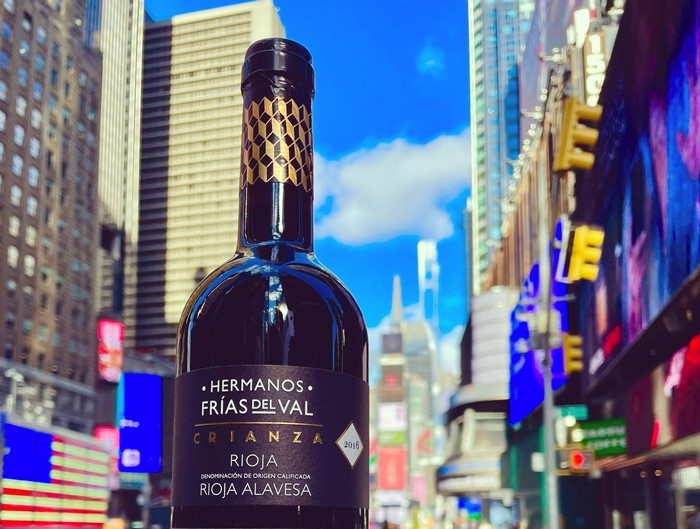 • HERMANOS •
FRÍAS DEL VAL
CRIANZA
2016
RIOJA
DENOMINACIÓN DE ORIGEN CALIFICADA
RIOJA ALAVESA